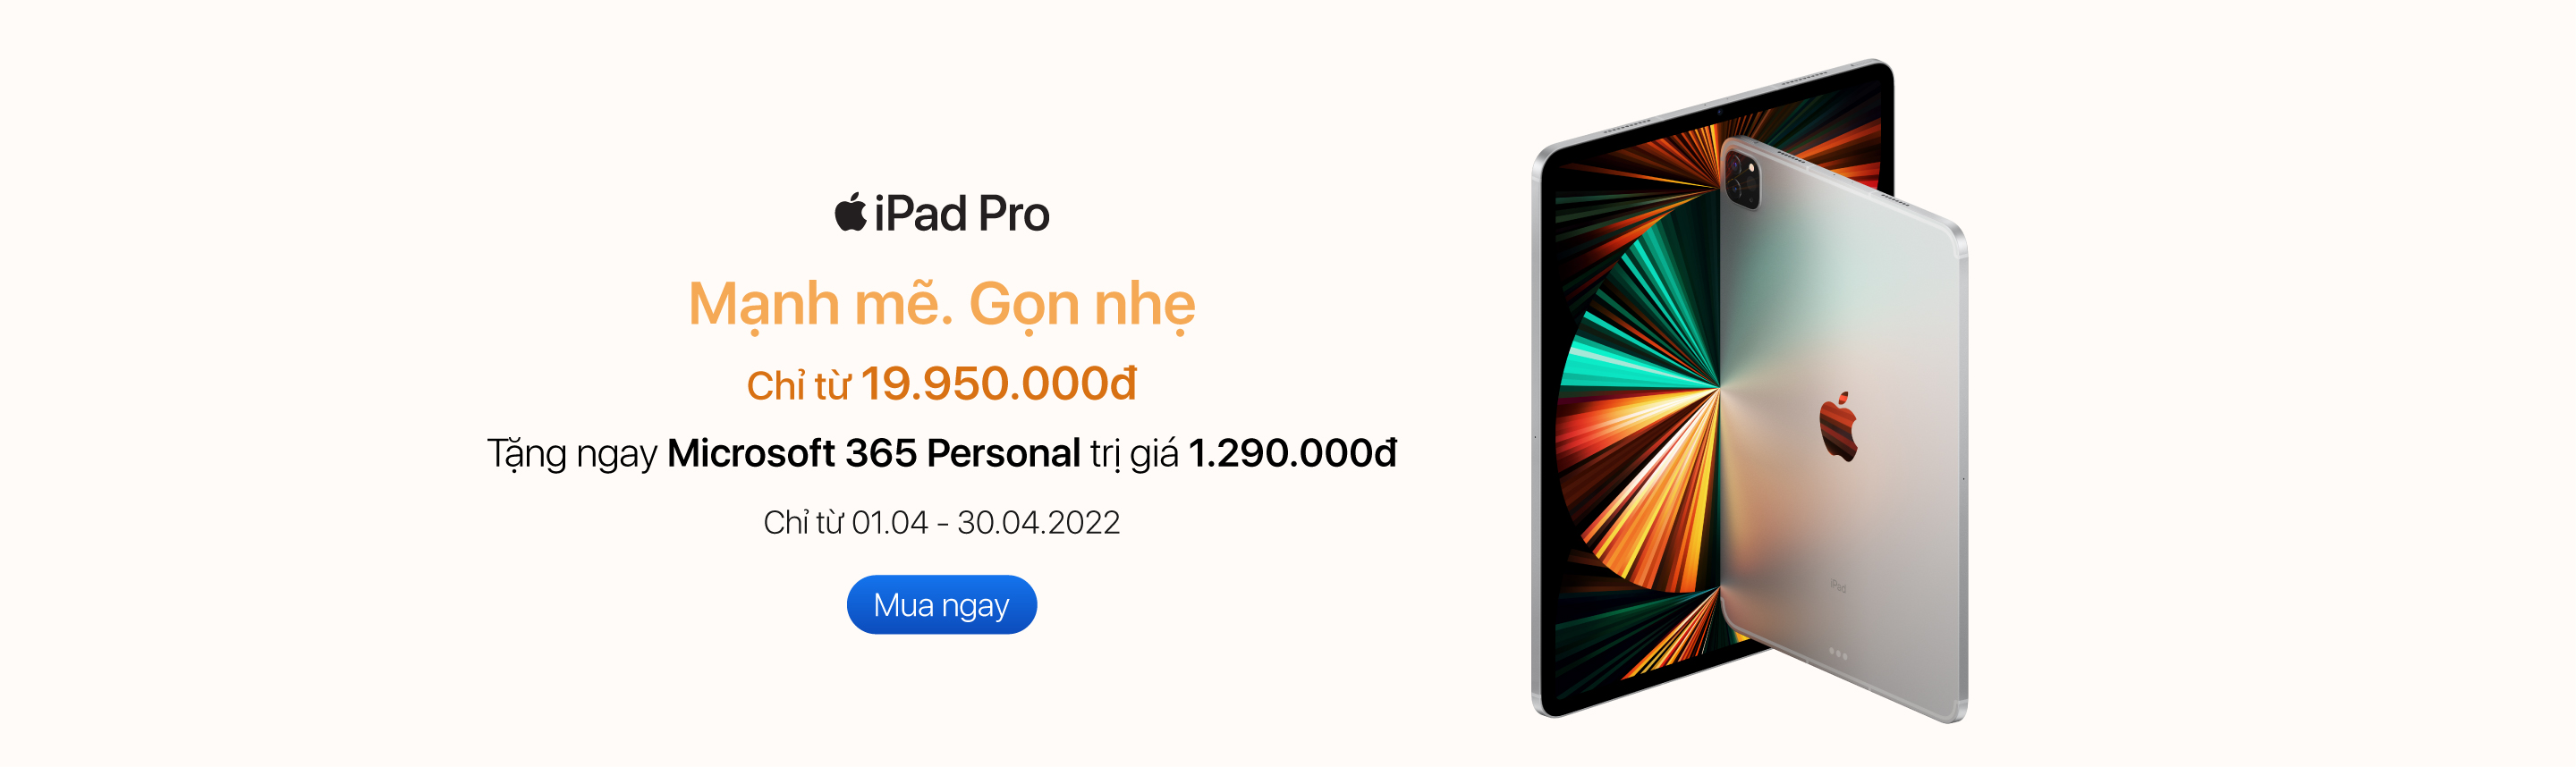 iPad Pro
Mạnh mẽ. Gọn nhẹ
Chỉ từ 19.950.000đ
Tặng ngay Microsoft 365 Personal trị giá 1.290.000đ
Chỉ từ 01.04 - 30.04.2022
Mua ngay
iPad